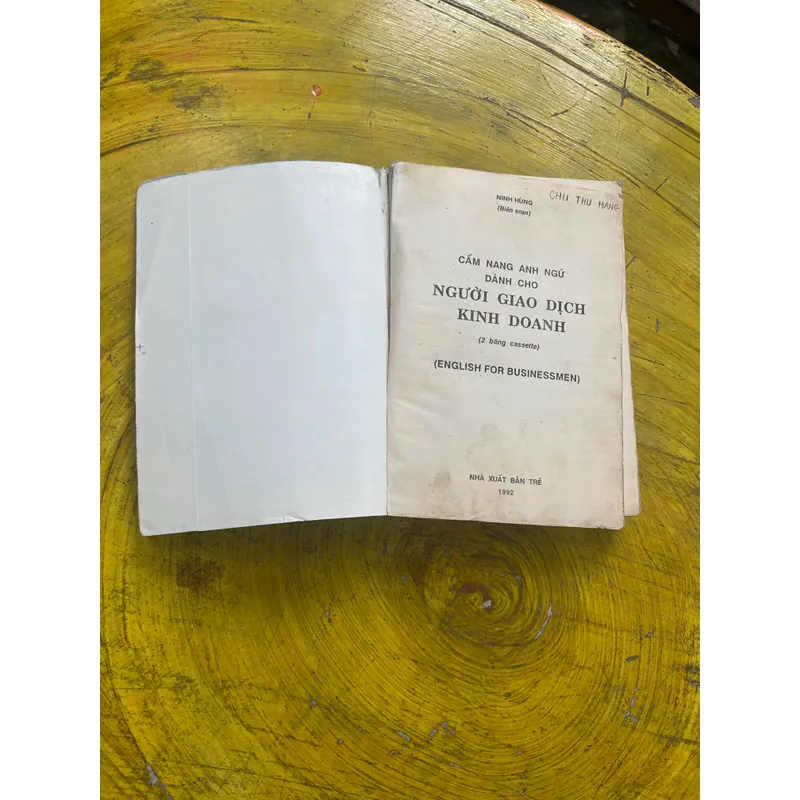 NINH HÙNG
(Biên soạn)
CHU THU HANG
CẨM NANG ANH NGỮ
DÀNH CHO
NGƯỜI GIAO DỊCH
KINH DOANH
(2 băng cassette)
(ENGLISH FOR BUSINESSMEN)
NHÀ XUẤT BẢN TRẺ
1992